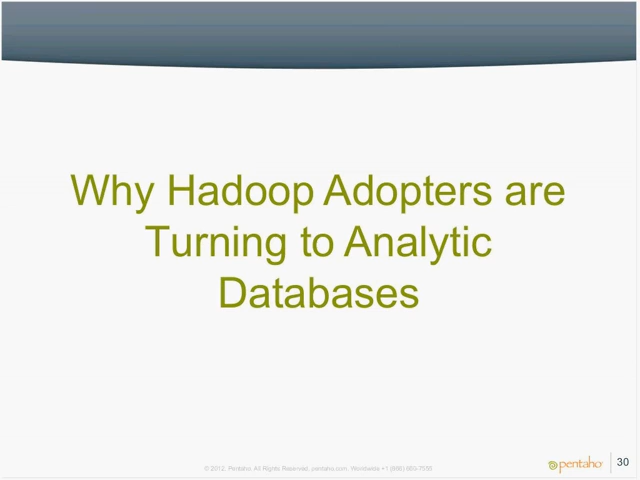 Why Hadoop Adopters are
Turning to Analytic
Databases
© 2012, Pentaho. All Rights Reserved. pentaho.com. Worldwide +1 (866) 660-7555
pentaho
30